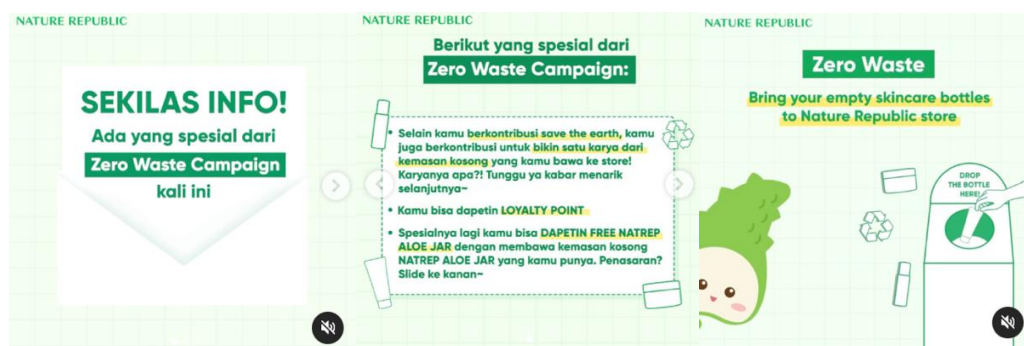 NATURE REPUBLIC
SEKILAS INFO!
Ada yang spesial dari
Zero Waste Campaign
kali ini
NATURE REPUBLIC
Berikut yang spesial dari
Zero Waste Campaign:
• Selain kamu berkontribusi save the earth, kamu
juga berkontribusi untuk bikin satu karya dari
kemasan kosong yang kamu bawa ke store!
Karyanya apa?! Tunggu ya kabar menarik
selanjutnya~
• Kamu bisa dapetin LOYALTY POINT
• Spesialnya lagi kamu bisa DAPETIN FREE NATREP
ALOE JAR dengan membawa kemasan kosong
NATREP ALOE JAR yang kamu punya. Penasaran?
Slide ke kanan~
NATURE REPUBLIC
Zero Waste
Bring your empty skincare bottles
to Nature Republic store
DROP
THE BOTTLE
HERE!